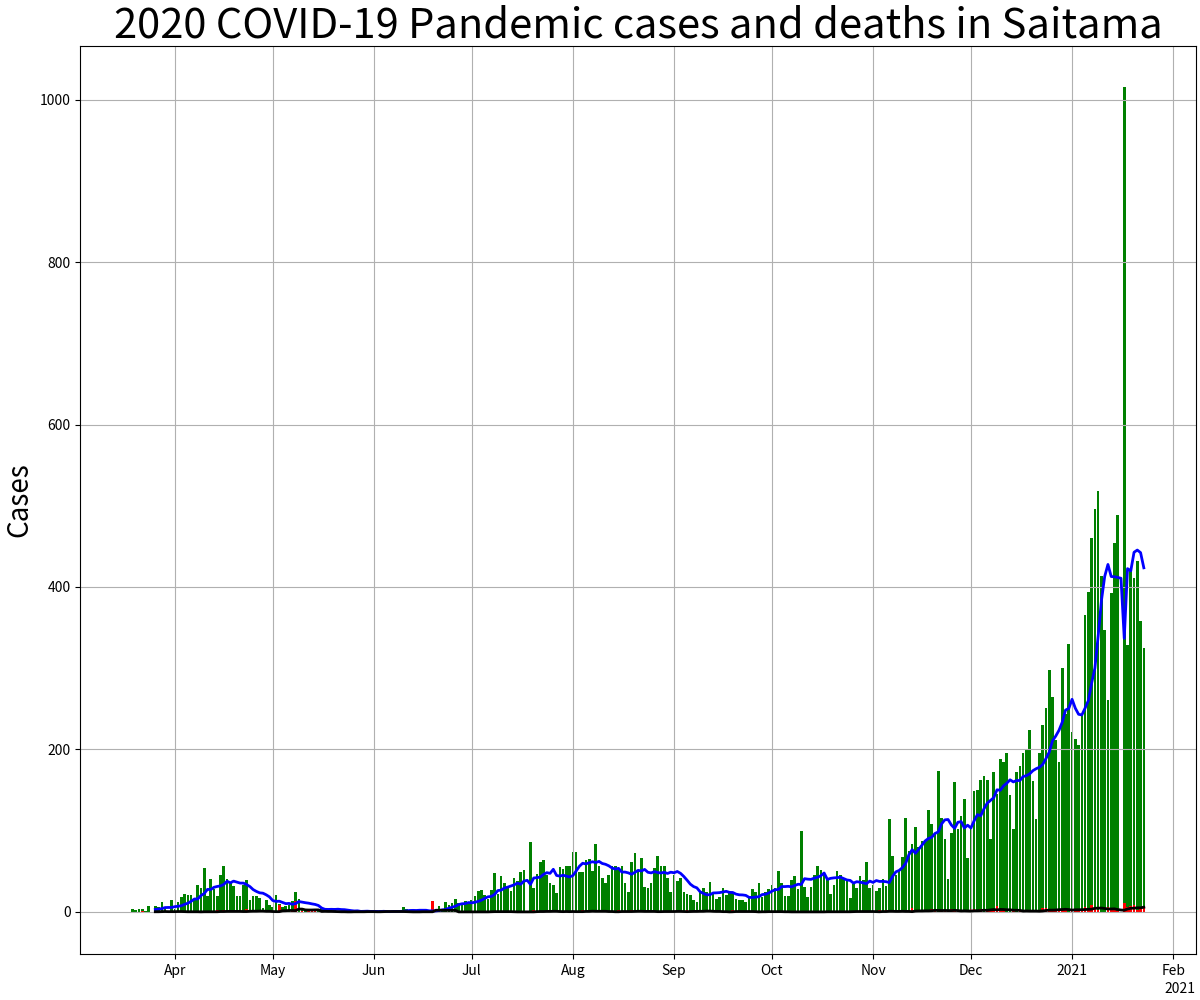 2020 COVID-19 Pandemic cases and deaths in Saitama
Cases
1000
800
600
400
200
0
Apr May Jun Jul Aug Sep Oct Nov Dec 2021 Feb
2021